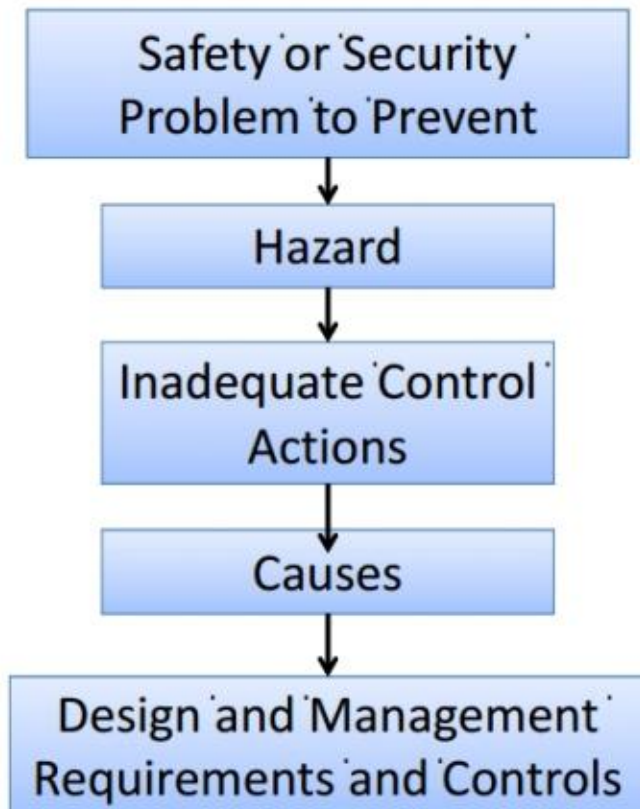 Safety or Security
Problem to Prevent
Hazard
Inadequate Control
Actions
Causes
Design and Management
Requirements and Controls